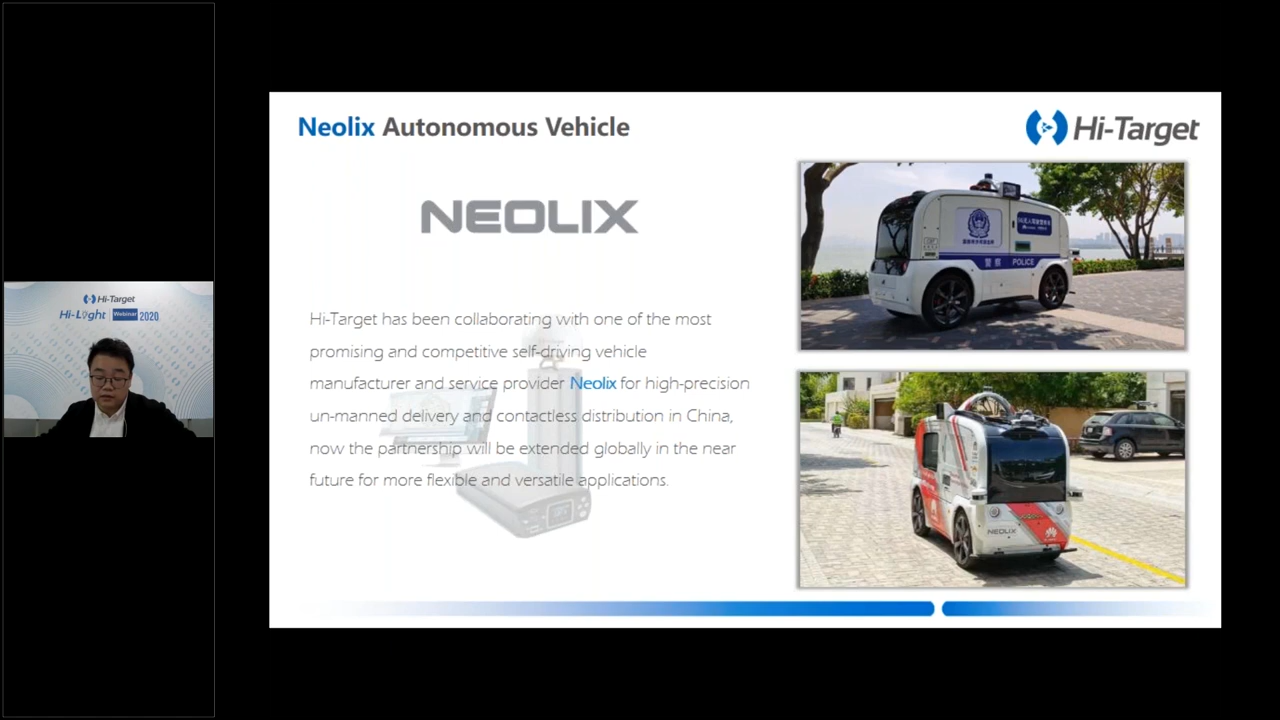 Neolix Autonomous Vehicle
Hi-Target
NEOLIX
Hi-Target has been collaborating with one of the most
promising and competitive self-driving vehicle
manufacturer and service provider Neolix for high-precision
un-manned delivery and contactless distribution in China,
now the partnership will be extended globally in the near
future for more flexible and versatile applications.
警察 POLICE
NEOLIX
Hi-Target
Hi-Light Webinar 2020